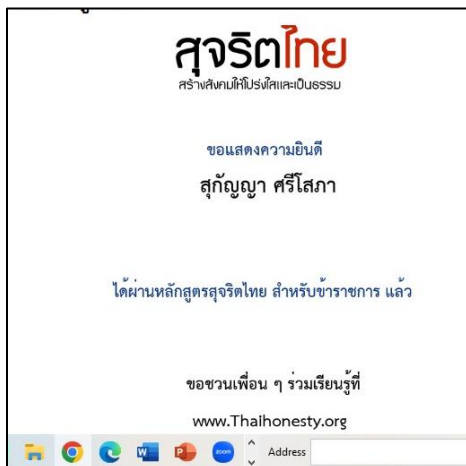 สุจริตไทย
สร้างสังคมให้โปร่งใสและเป็นธรรม
ขอแสดงความยินดี
สุกัญญา ศรีโสภา
ได้ผ่านหลักสูตรสุจริตไทย สำหรับข้าราชการ แล้ว
ขอชวนเพื่อน ๆ ร่วมเรียนรู้ที่
www.Thaihonesty.org
zoom
Address